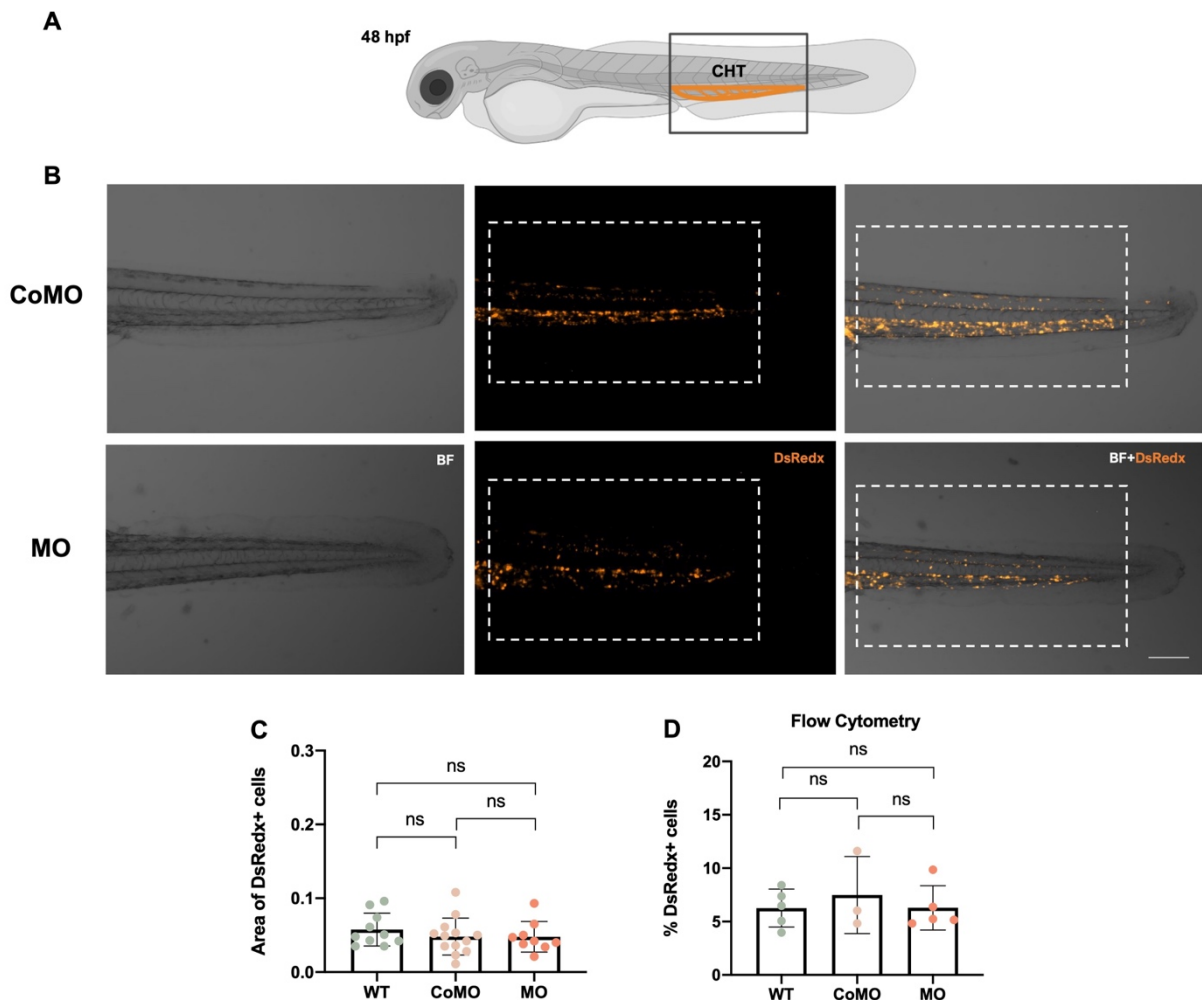 A
48 hpf
CHT
B
CoMO
BF
DsRedx
BF+DsRedx
MO
C
Area of DsRedx+ cells
0.3
0.2
0.1
0.0
ns
ns
ns
WT
CoMO
MO
D
Flow Cytometry
% DsRedx+ cells
20
15
10
5
0
ns
ns
ns
WT
CoMO
MO